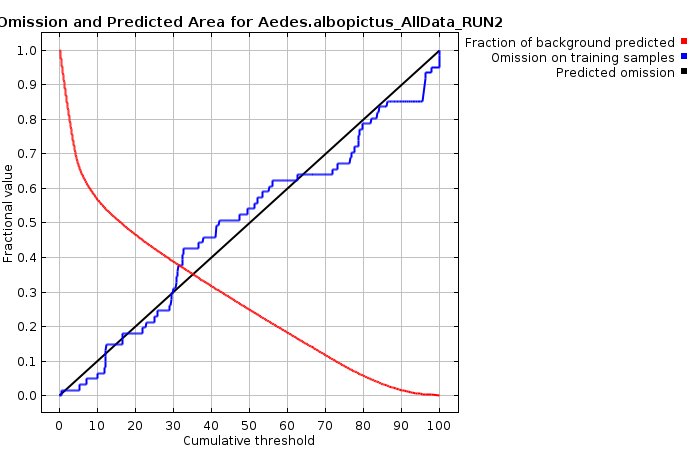 Omission and Predicted Area for Aedes.albopictus_AllData_RUN2
Fraction of background predicted
Omission on training samples
Predicted omission
Fractional value
1.0
0.9
0.8
0.7
0.6
0.5
0.4
0.3
0.2
0.1
0.0
0 10 20 30 40 50 60 70 80 90 100
Cumulative threshold